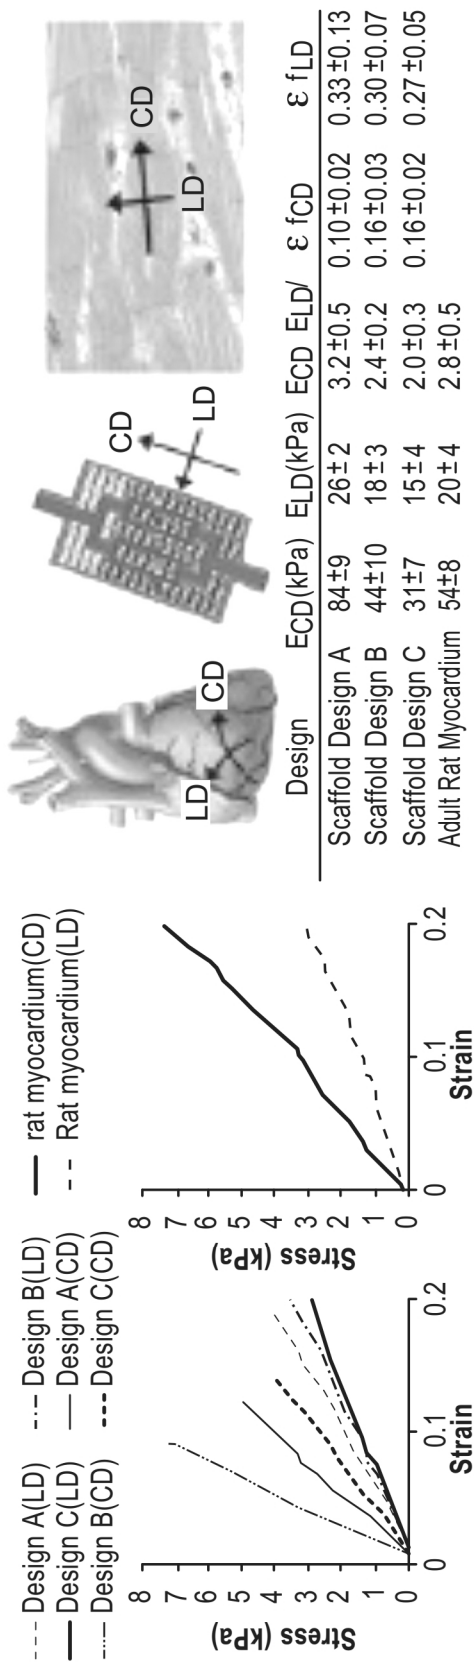 Design A(LD)
Design C(LD)
Design B(CD)
Design B(LD)
Design A(CD)
Design C(CD)
rat myocardium(CD)
Rat myocardium(LD)
Stress (kPa)
8
7
6
5
4
3
2
1
0
0
0.1
0.2
Strain
Stress (kPa)
8
7
6
5
4
3
2
1
0
0
0.1
0.2
Strain
LD
CD
CD
LD
CD
LD
Design ECD(kPa) ELD(kPa) ECD ELD/ ε fCD ε fLD
Scaffold Design A 84±9 26±2 3.2±0.5 0.10±0.02 0.33±0.13
Scaffold Design B 44±10 18±3 2.4±0.2 0.16±0.03 0.30±0.07
Scaffold Design C 31±7 15±4 2.0±0.3 0.16±0.02 0.27±0.05
Adult Rat Myocardium 54±8 20±4 2.8±0.5